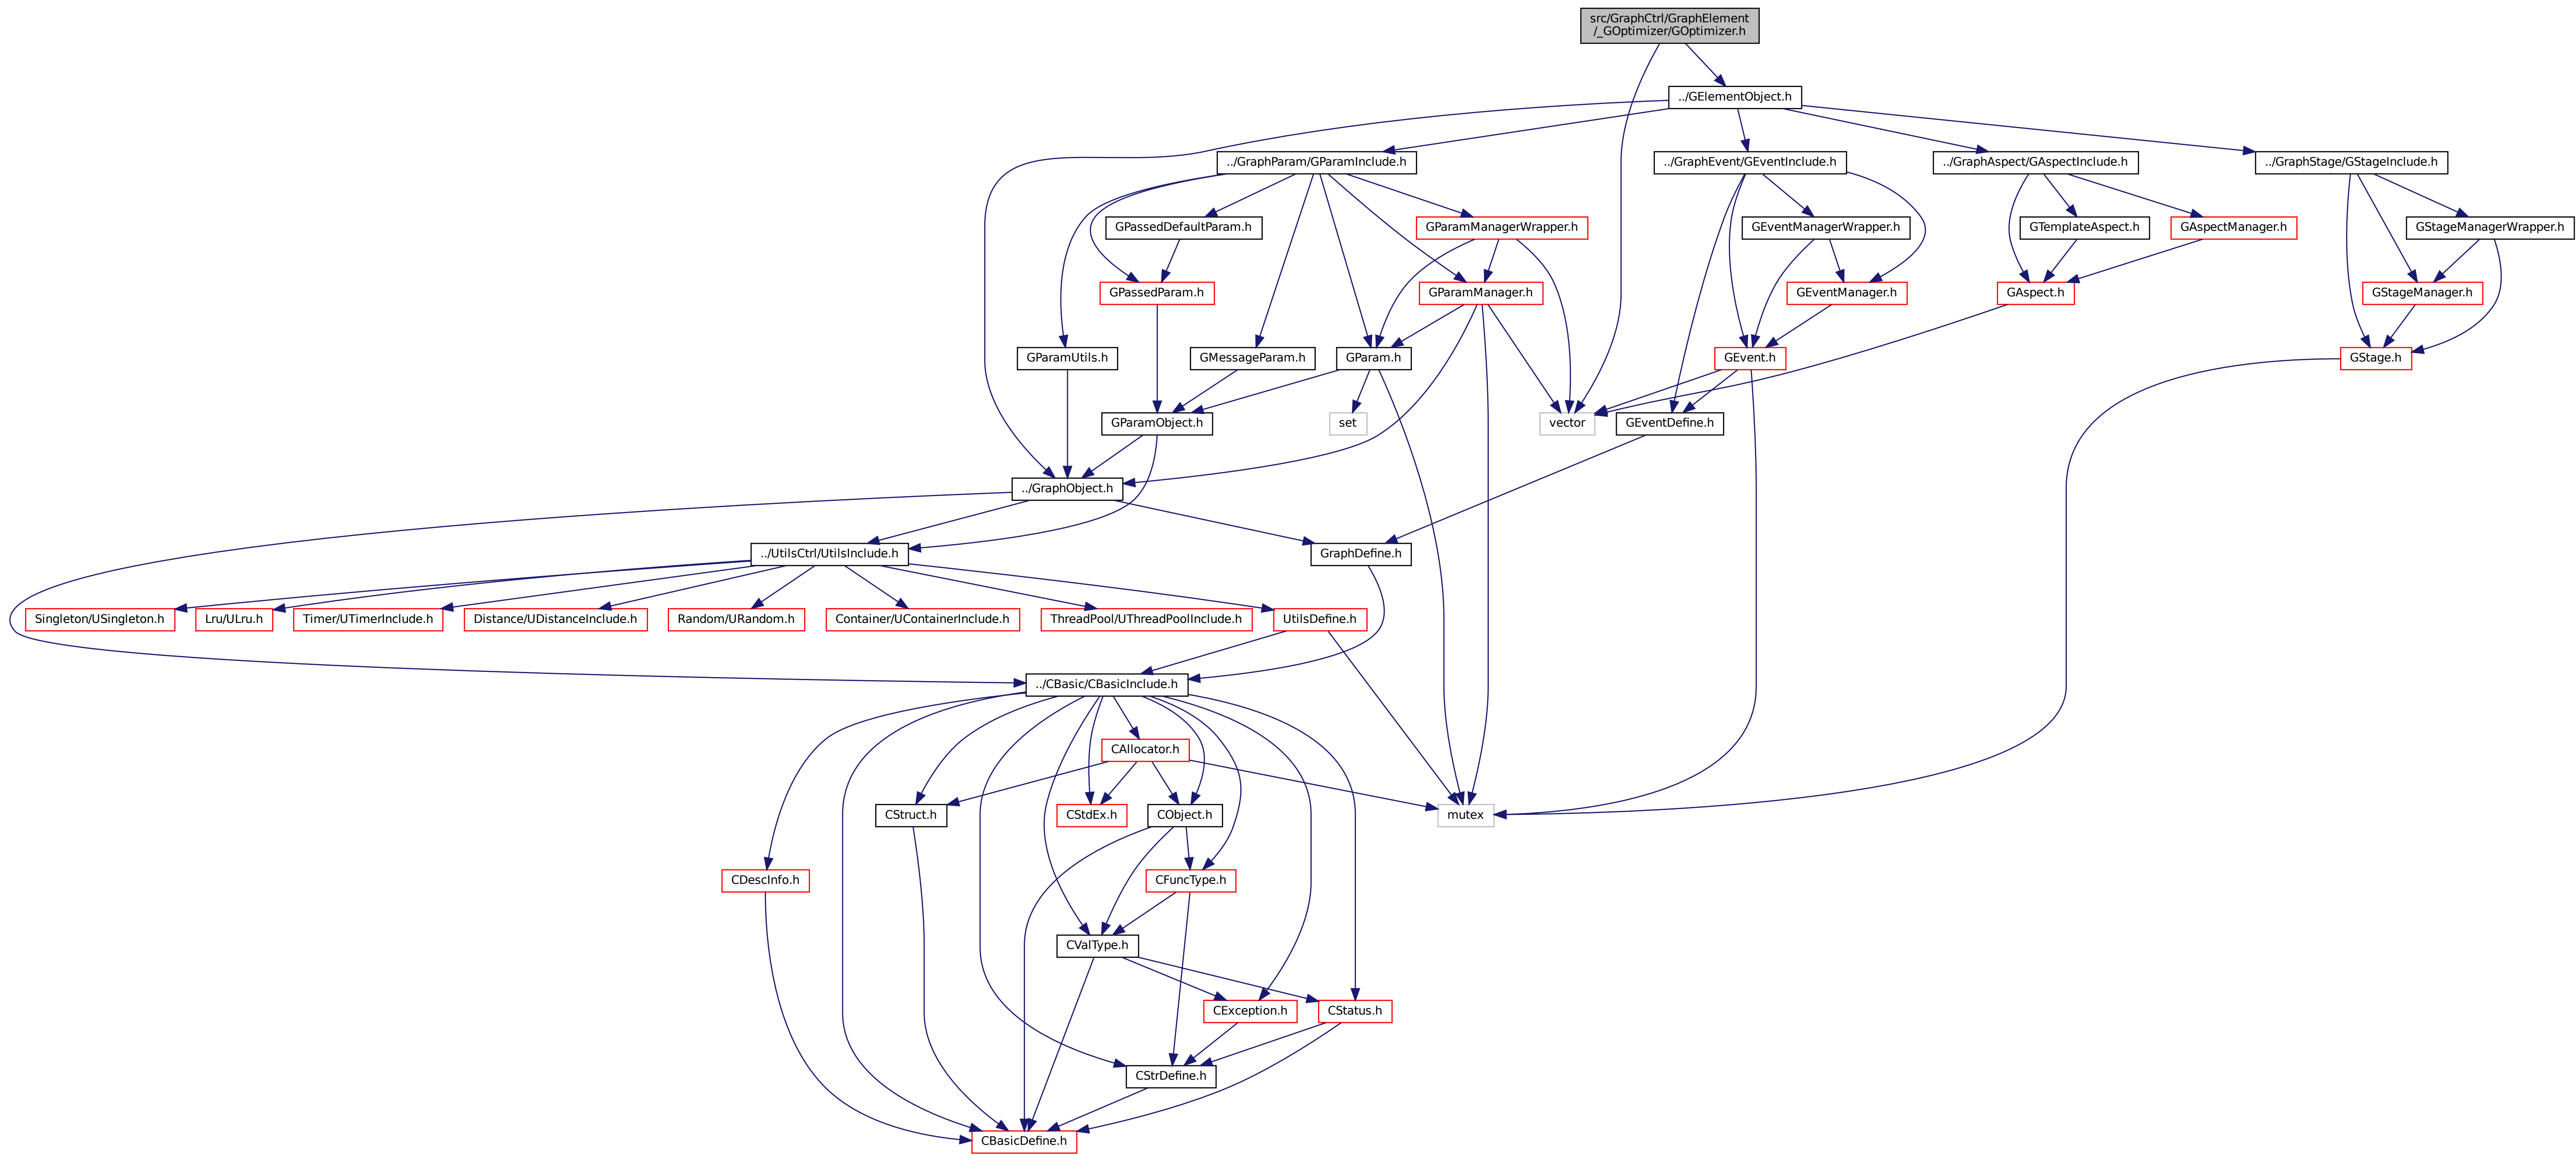 src/GraphCtrl/GraphElement
/_GOptimizer/GOptimizer.h
../GElementObject.h
../GraphParam/GParamInclude.h
../GraphEvent/GEventInclude.h
../GraphAspect/GAspectInclude.h
../GraphStage/GStageInclude.h
GPassedDefaultParam.h
GParamManagerWrapper.h
GEventManagerWrapper.h
GTemplateAspect.h
GAspectManager.h
GStageManagerWrapper.h
GPassedParam.h
GParamManager.h
GEventManager.h
GAspect.h
GStageManager.h
GParamUtils.h
GMessageParam.h
GParam.h
GEvent.h
GStage.h
GParamObject.h
set
vector
GEventDefine.h
../GraphObject.h
../UtilsCtrl/UtilsInclude.h
GraphDefine.h
Singleton/USingleton.h
Lru/ULru.h
Timer/UTimerInclude.h
Distance/UDistanceInclude.h
Random/URandom.h
Container/UContainerInclude.h
ThreadPool/UThreadPoolInclude.h
UtilsDefine.h
../CBasic/CBasicInclude.h
CAllocator.h
CStruct.h
CStdEx.h
CObject.h
mutex
CDescInfo.h
CFuncType.h
CValType.h
CException.h
CStatus.h
CStrDefine.h
CBasicDefine.h